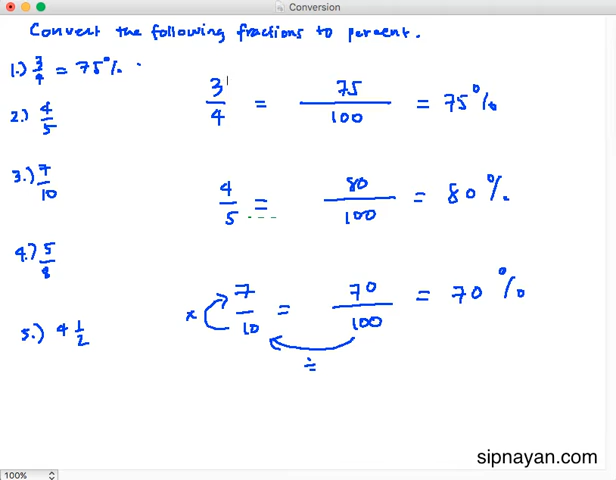 Conversion
Convert the following fractions to percent.
1.) 3/4 = 75%
3/4 = 75/100 = 75%
2.) 4/5
4/5 = 80/100 = 80%
3.) 7/10
4.) 5/8
x 7/10 = 70/100 = 70%
÷
5.) 4 1/2
sipnayan.com
100%